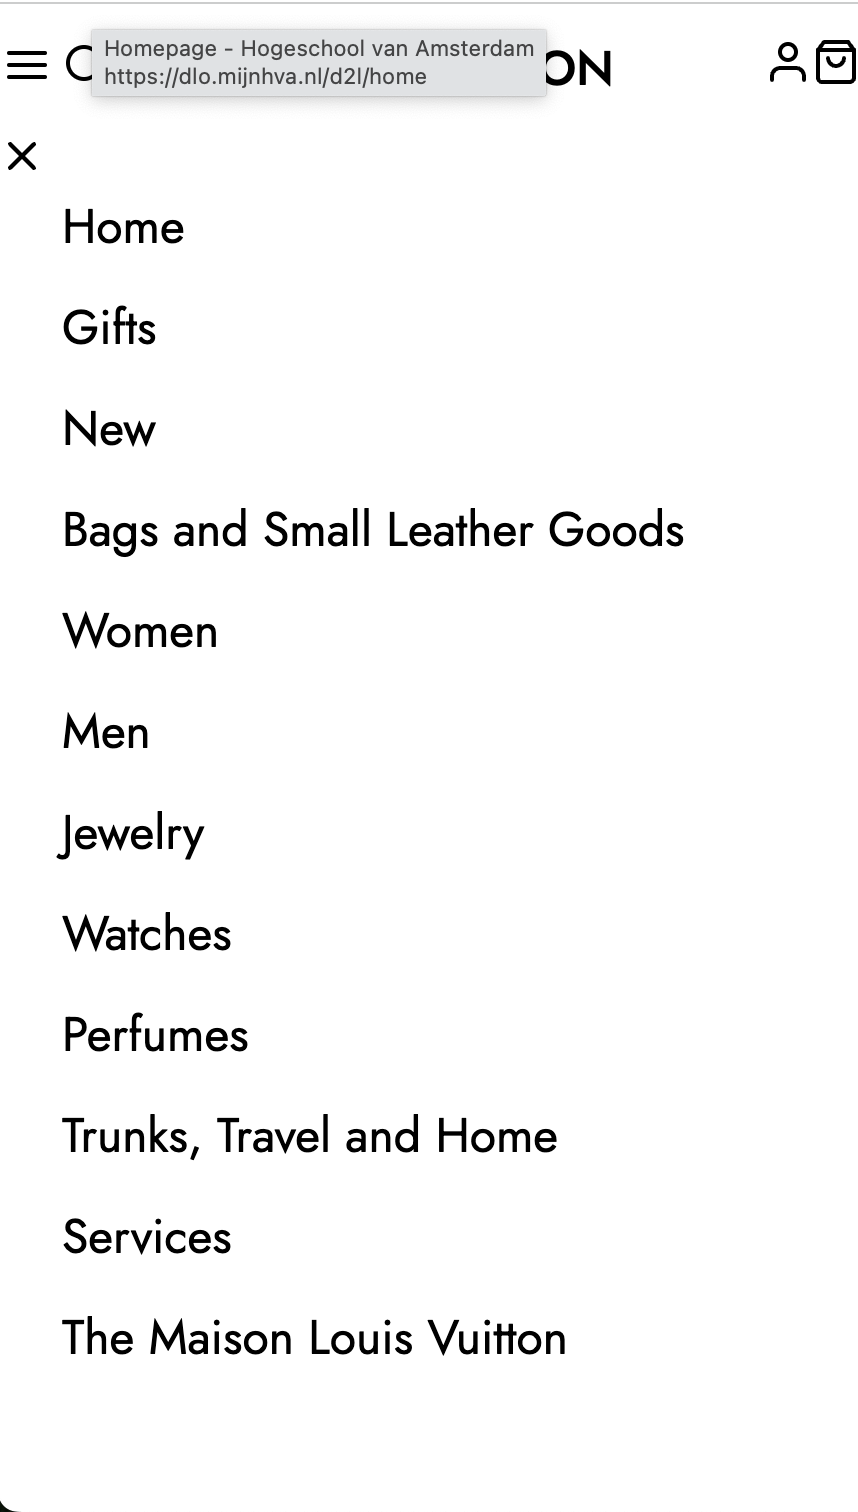 Homepage - Hogeschool van Amsterdam
https://dlo.mijnhva.nl/d2l/home
ON
Home
Gifts
New
Bags and Small Leather Goods
Women
Men
Jewelry
Watches
Perfumes
Trunks, Travel and Home
Services
The Maison Louis Vuitton